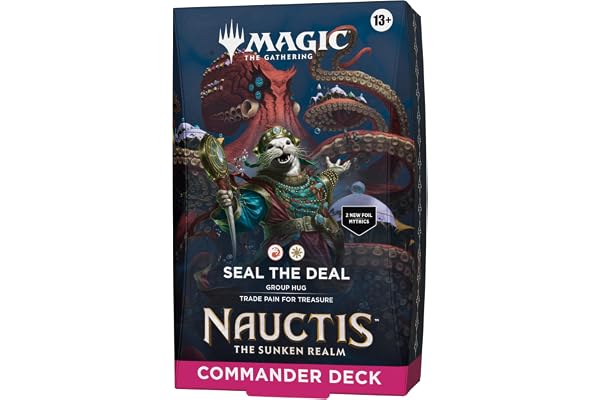 13+
MAGIC
THE GATHERING
2 NEW FOIL
MYTHICS
SEAL THE DEAL
GROUP HUG
TRADE PAIN FOR TREASURE
NAUCTIS™
THE SUNKEN REALM
COMMANDER DECK